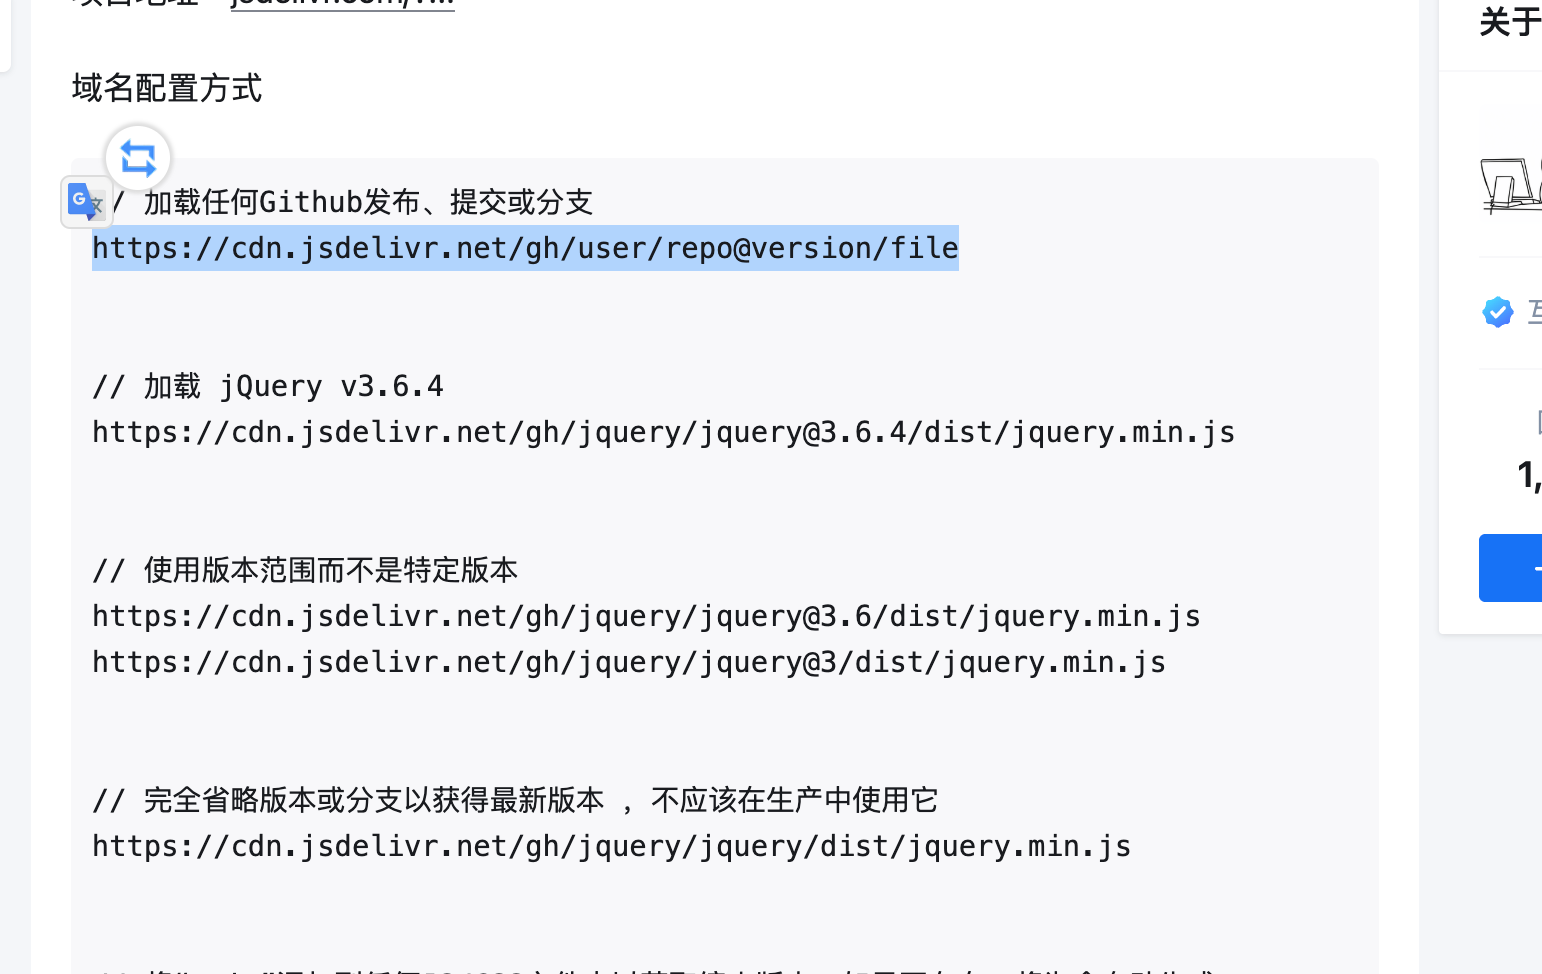 域名配置方式
// 加载任何Github发布、提交或分支
https://cdn.jsdelivr.net/gh/user/repo@version/file
// 加载 jQuery v3.6.4
https://cdn.jsdelivr.net/gh/jquery/jquery@3.6.4/dist/jquery.min.js
// 使用版本范围而不是特定版本
https://cdn.jsdelivr.net/gh/jquery/jquery@3.6/dist/jquery.min.js
https://cdn.jsdelivr.net/gh/jquery/jquery@3/dist/jquery.min.js
// 完全省略版本或分支以获得最新版本 ，不应该在生产中使用它
https://cdn.jsdelivr.net/gh/jquery/jquery/dist/jquery.min.js
关于
1,